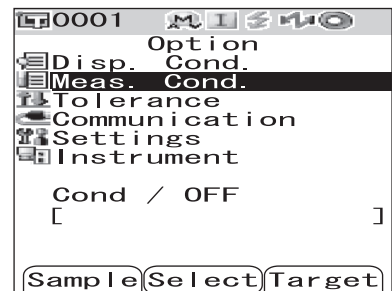 0001 M I
Option
Disp. Cond.
Meas. Cond.
Tolerance
Communication
Settings
Instrument
Cond / OFF
[ ]
Sample Select Target